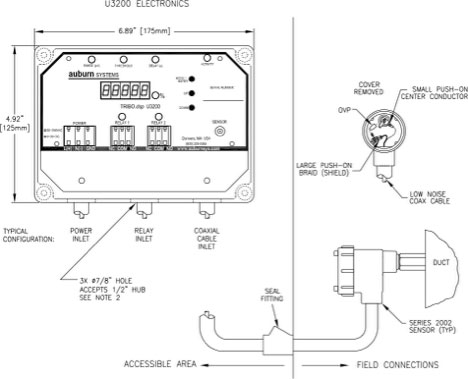 U3200 ELECTRONICS
6.89" [175mm]
4.92"
[125mm]
auburn SYSTEMS
TRIBO.dsp U3200
%
POWER
RELAY 1
RELAY 2
SENSOR
TYPICAL
CONFIGURATION:
POWER
INLET
RELAY
INLET
COAXIAL
CABLE
INLET
3X ø7/8" HOLE
ACCEPTS 1/2" HUB
SEE NOTE 2
COVER
REMOVED
SMALL PUSH-ON
CENTER CONDUCTOR
OVP
LARGE PUSH-ON
BRAID (SHIELD)
LOW NOISE
COAX CABLE
DUCT
SEAL
FITTING
SERIES 2002
SENSOR (TYP)
ACCESSIBLE AREA
FIELD CONNECTIONS